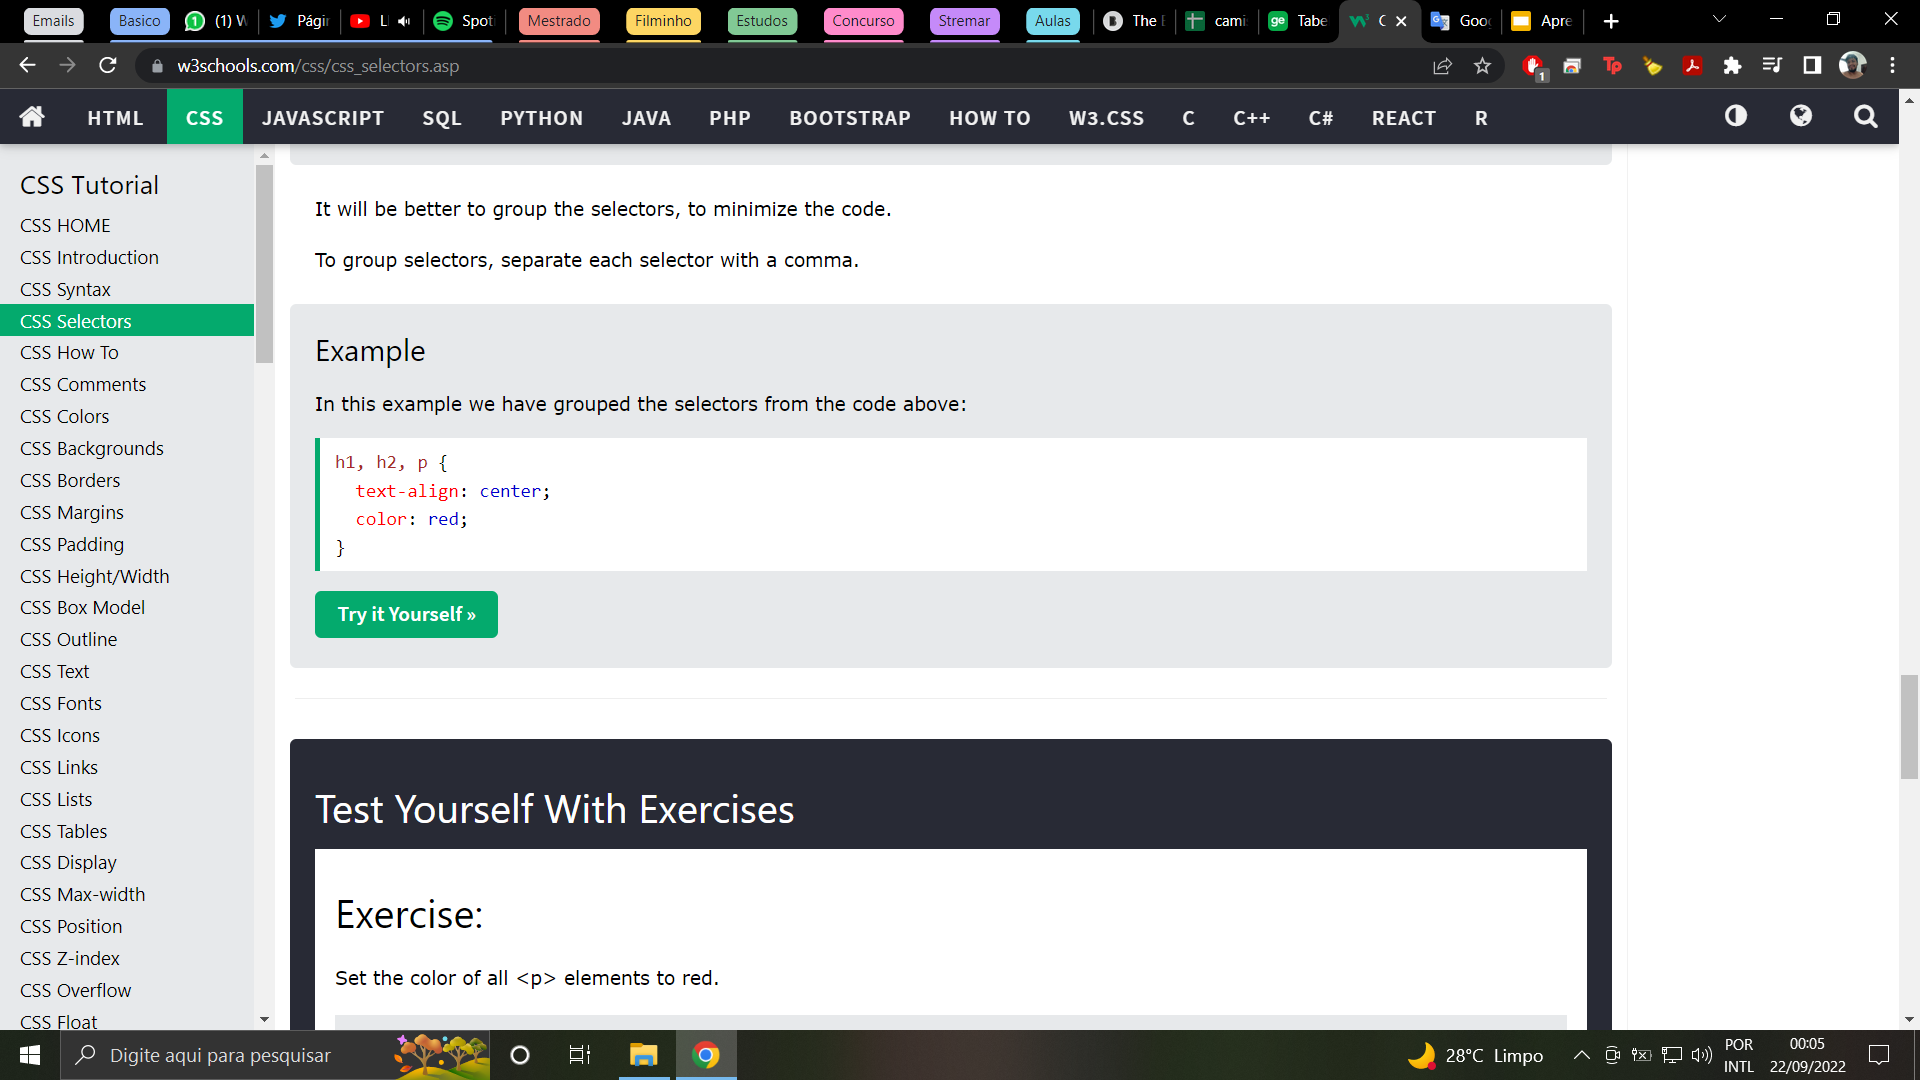 Emails
Basico
(1) W
Págir
Spoti
Mestrado
Filminho
Estudos
Concurso
Stremar
Aulas
The
cami
Tabe
Goo
Apre
w3schools.com/css/css_selectors.asp
1
HTML
CSS
JAVASCRIPT
SQL
PYTHON
JAVA
PHP
BOOTSTRAP
HOW TO
W3.CSS
C
C++
C#
REACT
R
CSS Tutorial
CSS HOME
CSS Introduction
CSS Syntax
CSS Selectors
CSS How To
CSS Comments
CSS Colors
CSS Backgrounds
CSS Borders
CSS Margins
CSS Padding
CSS Height/Width
CSS Box Model
CSS Outline
CSS Text
CSS Fonts
CSS Icons
CSS Links
CSS Lists
CSS Tables
CSS Display
CSS Max-width
CSS Position
CSS Z-index
CSS Overflow
CSS Float
It will be better to group the selectors, to minimize the code.
To group selectors, separate each selector with a comma.
Example
In this example we have grouped the selectors from the code above:
h1, h2, p {
  text-align: center;
  color: red;
}
Try it Yourself »
Test Yourself With Exercises
Exercise:
Set the color of all <p> elements to red.
Digite aqui para pesquisar
28°C Limpo
POR
INTL
00:05
22/09/2022